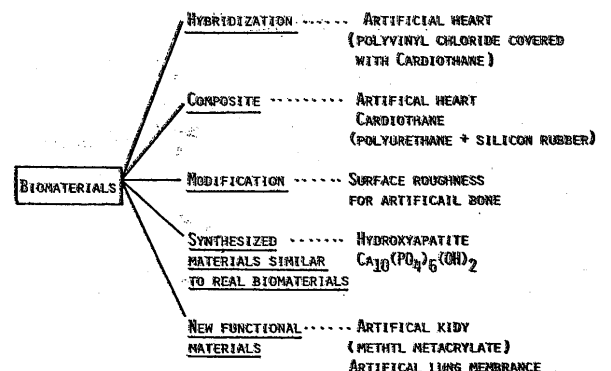 BIOMATERIALS
HYBRIDIZATION ...... ARTIFICIAL HEART
(POLYVINYL CHLORIDE COVERED
WITH CARDIOTHANE)
COMPOSITE ......... ARTIFICAL HEART
CARDIOTHANE
(POLYURETHANE + SILICON RUBBER)
MODIFICATION ...... SURFACE ROUGHNESS
FOR ARTIFICAIL BONE
SYNTHESIZED ....... HYDROXYAPATITE
MATERIALS SIMILAR Ca10(PO4)6(OH)2
TO REAL BIOMATERIALS
NEW FUNCTIONAL ...... ARTIFICAL KIDY
MATERIALS (METHTL METACRYLATE)
ARTIFICAL LUNG MEMBRANCE